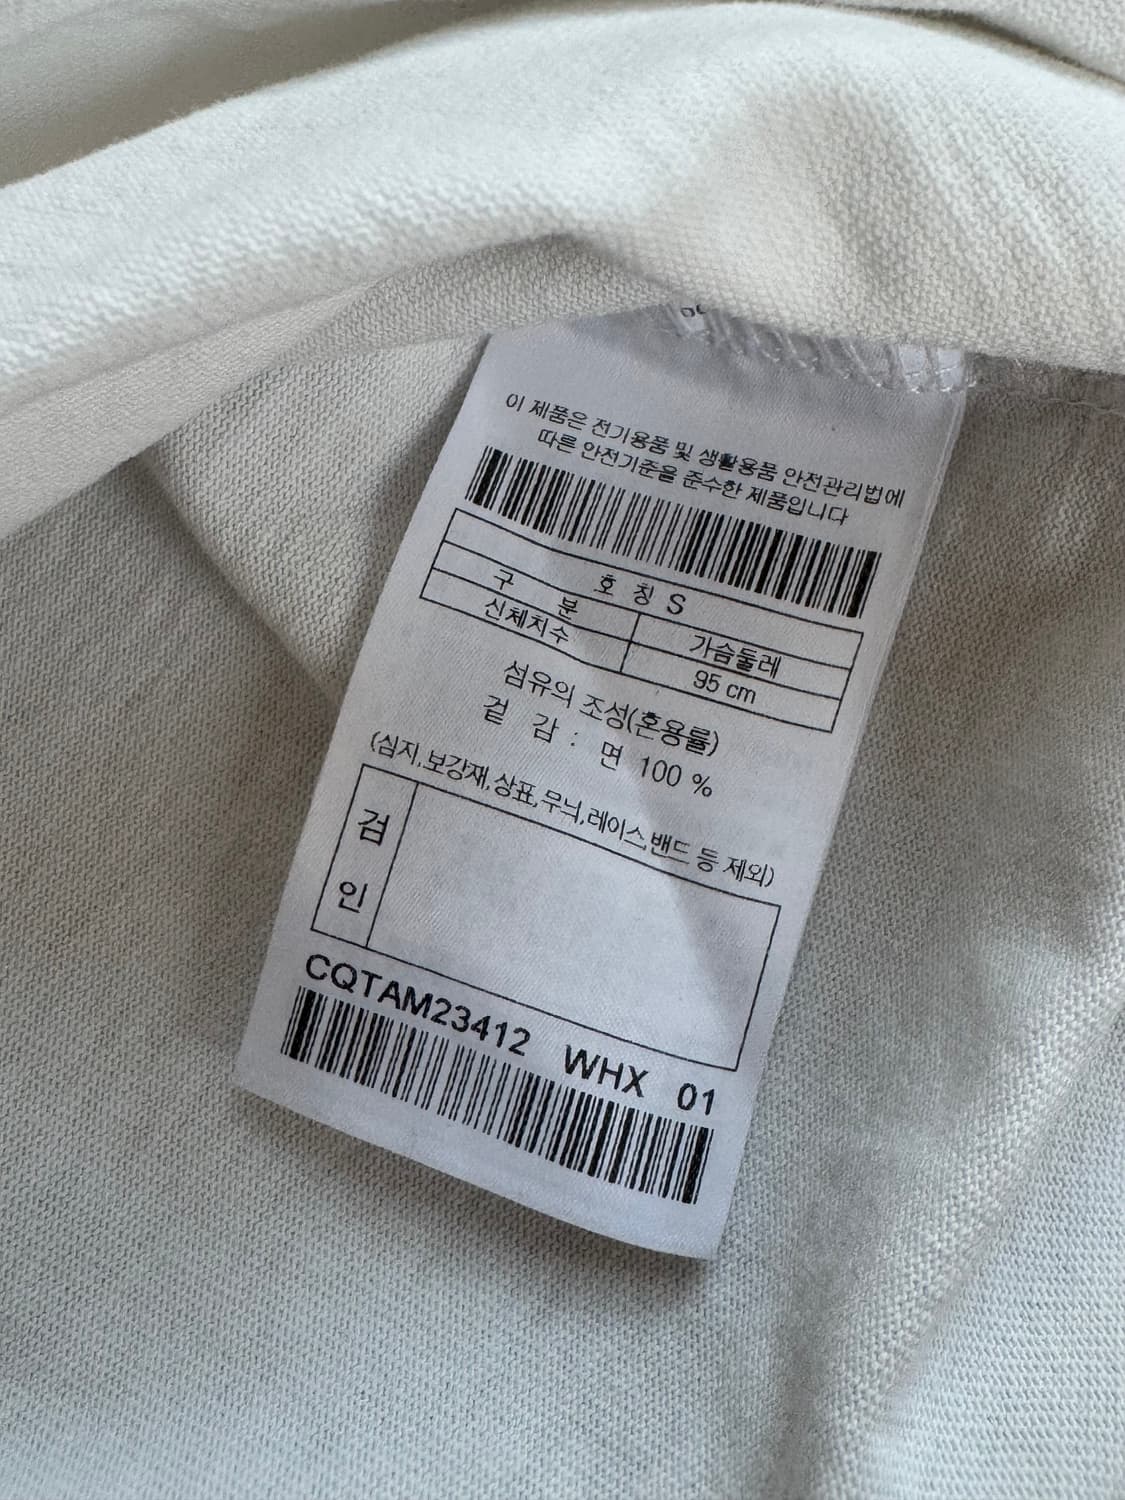 이 제품은 전기용품 및 생활용품 안전관리법에
따른 안전기준을 준수한 제품입니다
호 칭 S
구 분 가슴둘레
신체치수 95 cm
섬유의 조성(혼용률)
겉 감 : 면 100 %
(심지,보강재,상표,무늬,레이스,밴드 등 제외)
검
인
CQTAM23412 WHX 01